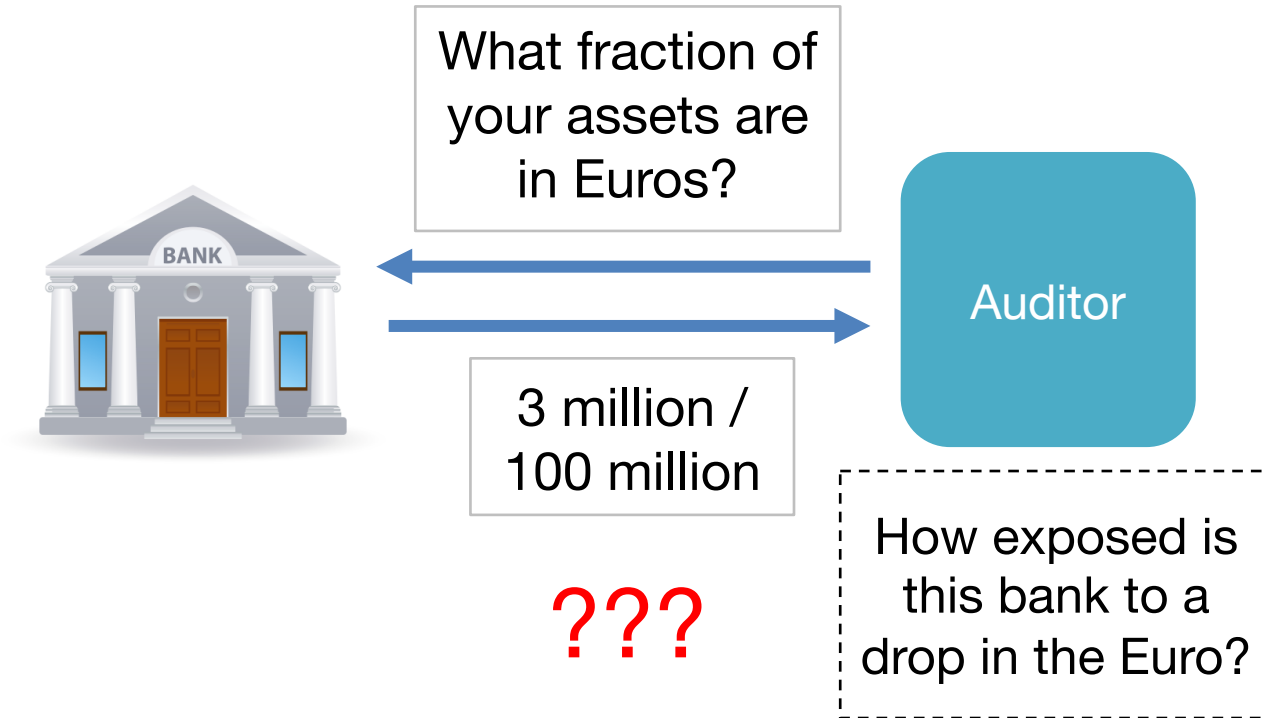 What fraction of
your assets are
in Euros?
BANK
Auditor
3 million /
100 million
How exposed is
this bank to a
drop in the Euro?
???